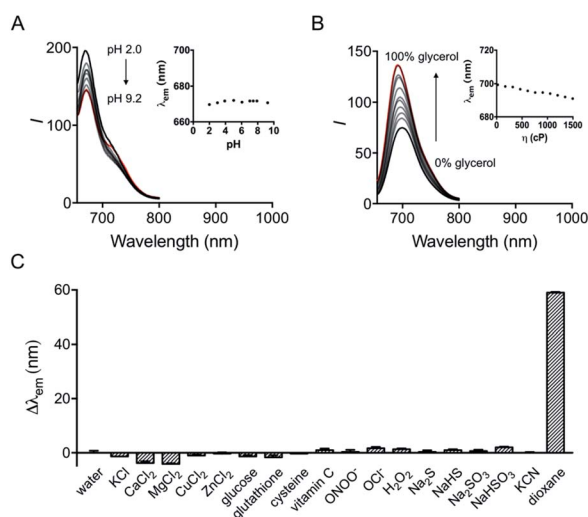 A
200
150
100
50
0
I
pH 2.0
pH 9.2
700
680
660
λem (nm)
0 2 4 6 8 10
pH
700 800 900 1000
Wavelength (nm)
B
150
100
50
0
I
100% glycerol
0% glycerol
720
700
680
λem (nm)
0 500 1000 1500
η (cP)
700 800 900 1000
Wavelength (nm)
C
60
40
20
0
Δλem (nm)
water
KCl
CaCl2
MgCl2
CuCl2
ZnCl2
glucose
glutathione
cysteine
vitamin C
ONOO-
OCl-
H2O2
Na2S
NaHS
Na2SO3
NaHSO3
KCN
dioxane